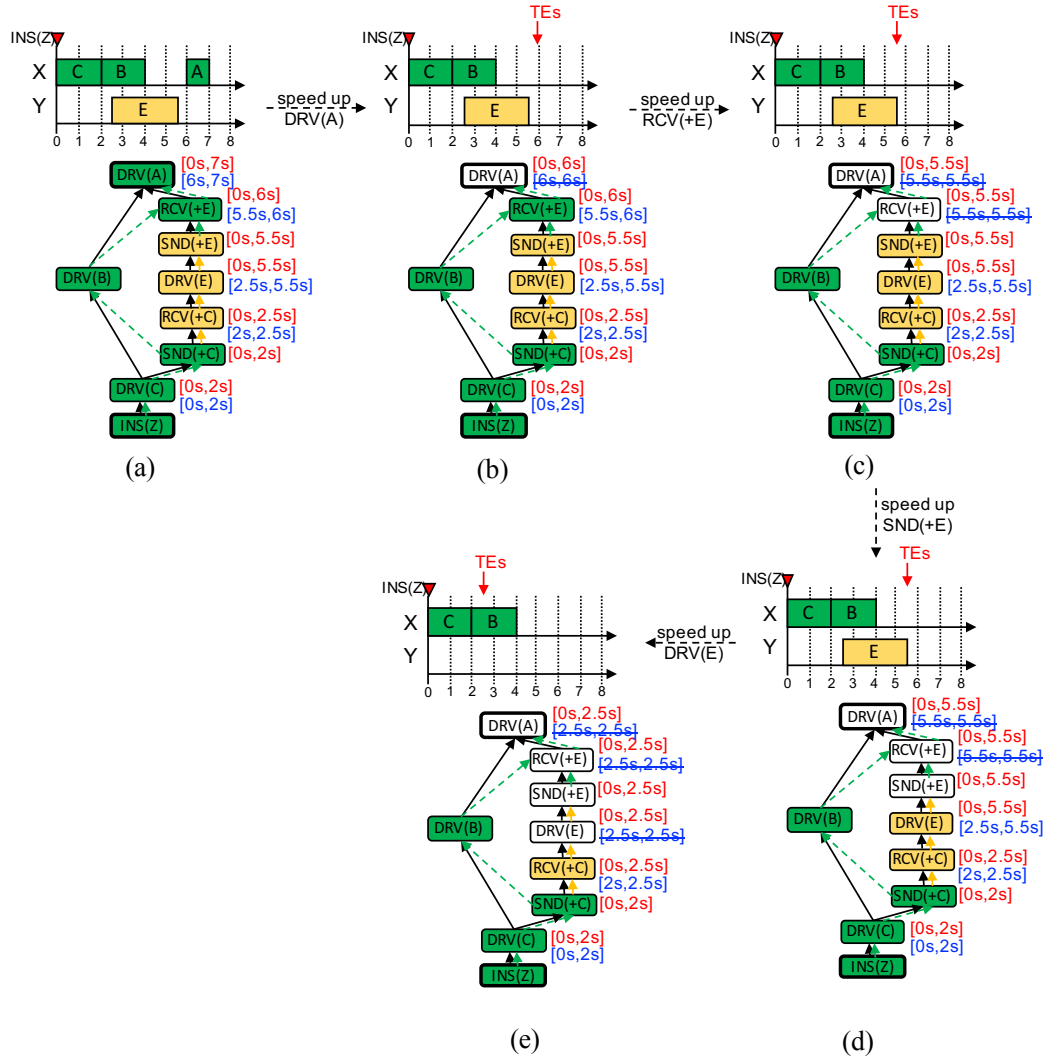 INS(Z)
X
C
B
A
Y
E
0 1 2 3 4 5 6 7 8
DRV(A)
[0s,7s]
[6s,7s]
RCV(+E)
[0s,6s]
[5.5s,6s]
SND(+E)
[0s,5.5s]
DRV(B)
DRV(E)
[0s,5.5s]
[2.5s,5.5s]
RCV(+C)
[0s,2.5s]
[2s,2.5s]
SND(+C)
[0s,2s]
DRV(C)
[0s,2s]
[0s,2s]
INS(Z)
(a)
speed up
DRV(A)
TEs
INS(Z)
X
C
B
Y
E
0 1 2 3 4 5 6 7 8
DRV(A)
[0s,6s]
[6s,6s]
RCV(+E)
[0s,6s]
[5.5s,6s]
SND(+E)
[0s,5.5s]
DRV(B)
DRV(E)
[0s,5.5s]
[2.5s,5.5s]
RCV(+C)
[0s,2.5s]
[2s,2.5s]
SND(+C)
[0s,2s]
DRV(C)
[0s,2s]
[0s,2s]
INS(Z)
(b)
speed up
RCV(+E)
TEs
INS(Z)
X
C
B
Y
E
0 1 2 3 4 5 6 7 8
DRV(A)
[0s,5.5s]
[5.5s,5.5s]
RCV(+E)
[0s,5.5s]
[5.5s,5.5s]
SND(+E)
[0s,5.5s]
DRV(B)
DRV(E)
[0s,5.5s]
[2.5s,5.5s]
RCV(+C)
[0s,2.5s]
[2s,2.5s]
SND(+C)
[0s,2s]
DRV(C)
[0s,2s]
[0s,2s]
INS(Z)
(c)
speed up
SND(+E)
TEs
INS(Z)
X
C
B
Y
E
0 1 2 3 4 5 6 7 8
DRV(A)
[0s,5.5s]
[5.5s,5.5s]
RCV(+E)
[0s,5.5s]
[5.5s,5.5s]
SND(+E)
[0s,5.5s]
DRV(B)
DRV(E)
[0s,5.5s]
[2.5s,5.5s]
RCV(+C)
[0s,2.5s]
[2s,2.5s]
SND(+C)
[0s,2s]
DRV(C)
[0s,2s]
[0s,2s]
INS(Z)
(d)
speed up
DRV(E)
TEs
INS(Z)
X
C
B
Y
0 1 2 3 4 5 6 7 8
DRV(A)
[0s,2.5s]
[2.5s,2.5s]
RCV(+E)
[0s,2.5s]
[2.5s,2.5s]
SND(+E)
[0s,2.5s]
DRV(B)
DRV(E)
[0s,2.5s]
[2.5s,2.5s]
RCV(+C)
[0s,2.5s]
[2s,2.5s]
SND(+C)
[0s,2s]
DRV(C)
[0s,2s]
[0s,2s]
INS(Z)
(e)